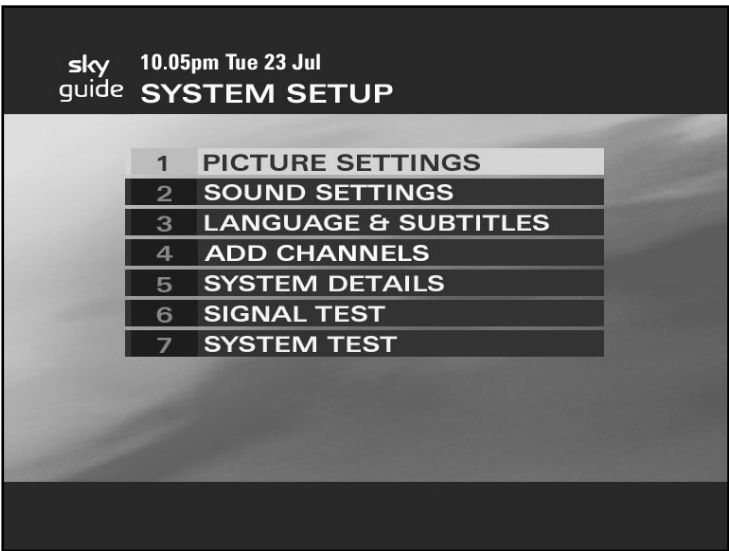 sky guide
10.05pm Tue 23 Jul
SYSTEM SETUP
1 PICTURE SETTINGS
2 SOUND SETTINGS
3 LANGUAGE & SUBTITLES
4 ADD CHANNELS
5 SYSTEM DETAILS
6 SIGNAL TEST
7 SYSTEM TEST